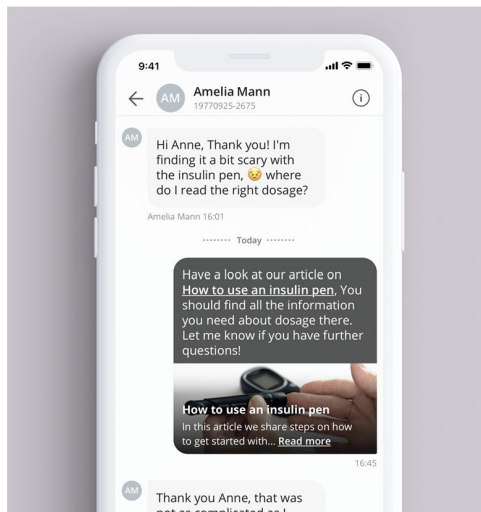 9:41
AM
Amelia Mann
19770925-2675
AM
Hi Anne, Thank you! I'm
finding it a bit scary with
the insulin pen, 😣 where
do I read the right dosage?
Amelia Mann 16:01
Today
Have a look at our article on
How to use an insulin pen, You
should find all the information
you need about dosage there.
Let me know if you have further
questions!
How to use an insulin pen
In this article we share steps on how
to get started with... Read more
16:45
AM
Thank you Anne, that was
not as complicated as I